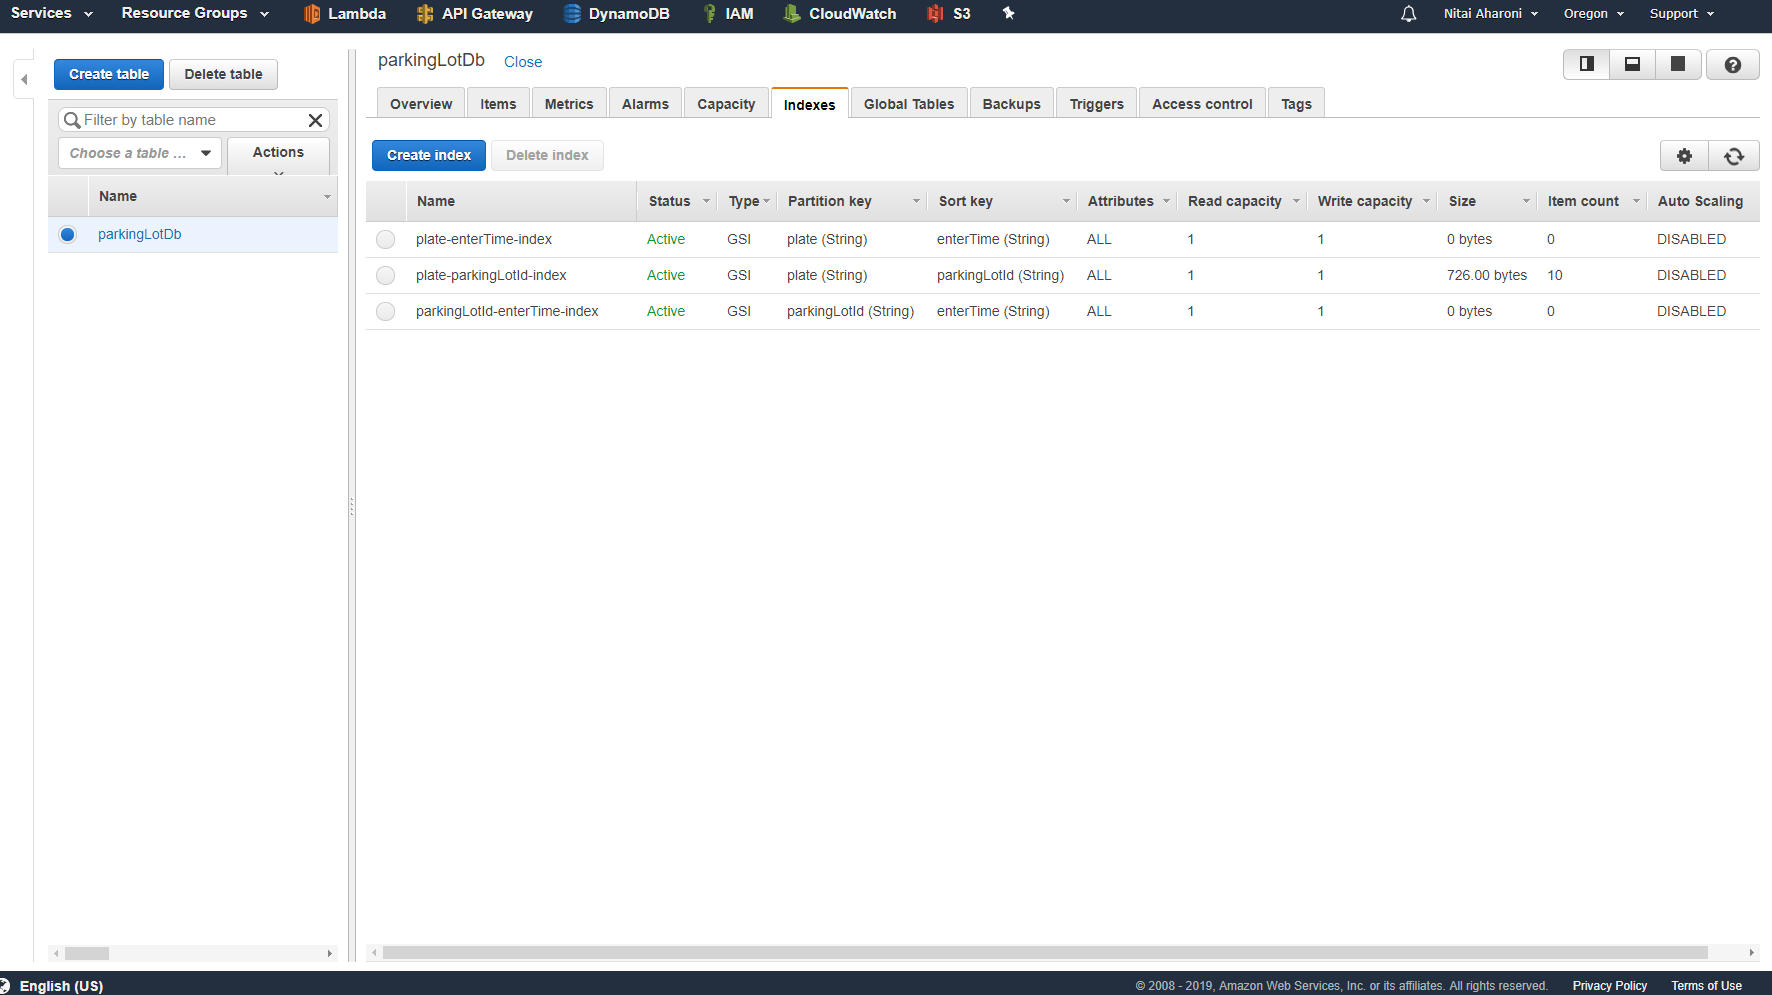 Services Resource Groups Lambda API Gateway DynamoDB IAM CloudWatch S3 Nitai Aharoni Oregon Support
Create table Delete table
Filter by table name
Choose a table ... Actions
Name
parkingLotDb
parkingLotDb Close
Overview Items Metrics Alarms Capacity Indexes Global Tables Backups Triggers Access control Tags
Create index Delete index
Name Status Type Partition key Sort key Attributes Read capacity Write capacity Size Item count Auto Scaling
plate-enterTime-index Active GSI plate (String) enterTime (String) ALL 1 1 0 bytes 0 DISABLED
plate-parkingLotId-index Active GSI plate (String) parkingLotId (String) ALL 1 1 726.00 bytes 10 DISABLED
parkingLotId-enterTime-index Active GSI parkingLotId (String) enterTime (String) ALL 1 1 0 bytes 0 DISABLED
English (US) © 2008 - 2019, Amazon Web Services, Inc. or its affiliates. All rights reserved. Privacy Policy Terms of Use